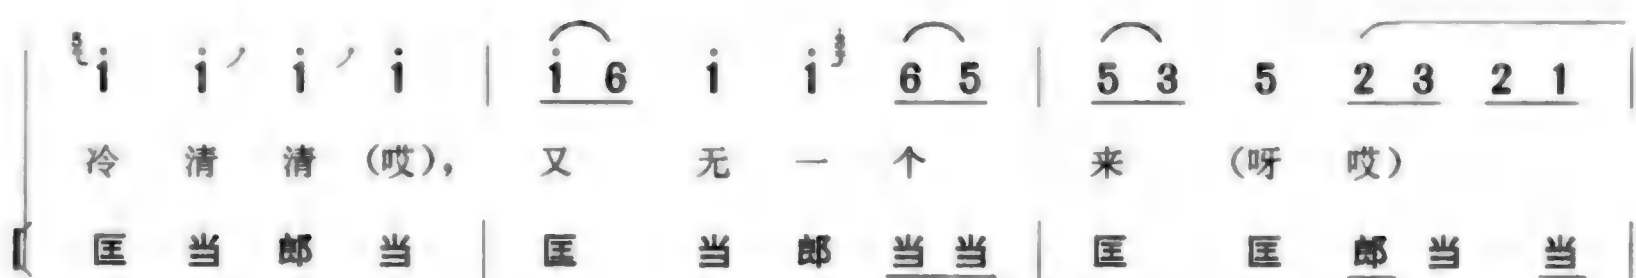 i i i i | i 6 i i 6 5 | 5 3 5 2 3 2 1 |
冷 清 清 (哎), 又 无 一 个 来 (呀 哎)
匡 当 郎 当 | 匡 当 郎 当 当 | 匡 匡 郎 当 当